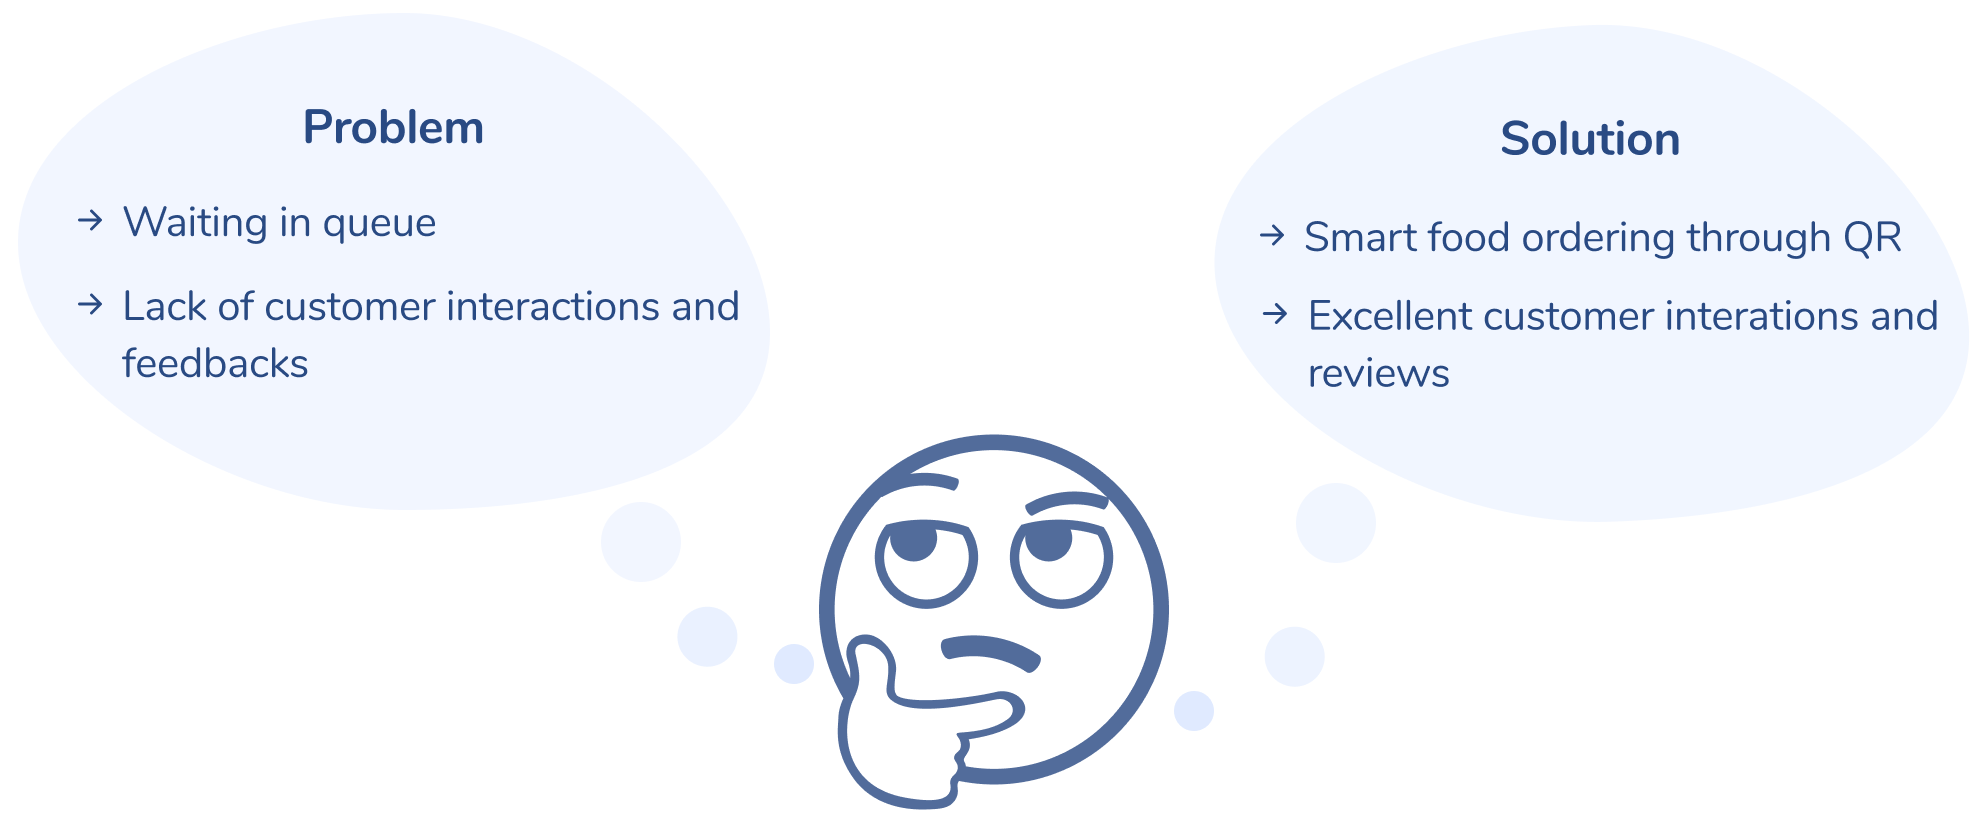 Problem
→ Waiting in queue
→ Lack of customer interactions and
feedbacks
Solution
→ Smart food ordering through QR
→ Excellent customer interations and
reviews